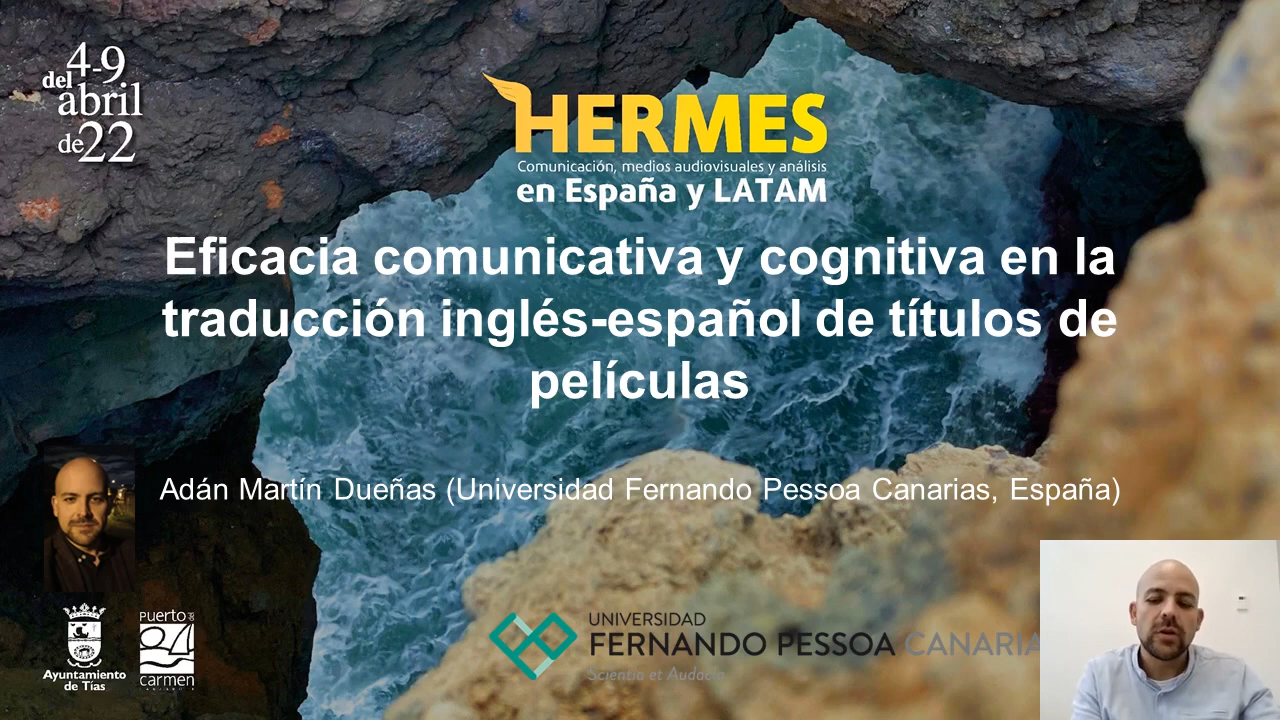 del 4-9
abril
de 22
HERMES
Comunicación, medios audiovisuales y análisis
en España y LATAM
Eficacia comunicativa y cognitiva en la
traducción inglés-español de títulos de
películas
Adán Martín Dueñas (Universidad Fernando Pessoa Canarias, España)
Ayuntamiento
de Tías
PUERTO
carmen
UNIVERSIDAD
FERNANDO PESSOA CANARIA
Scientia et Audacia